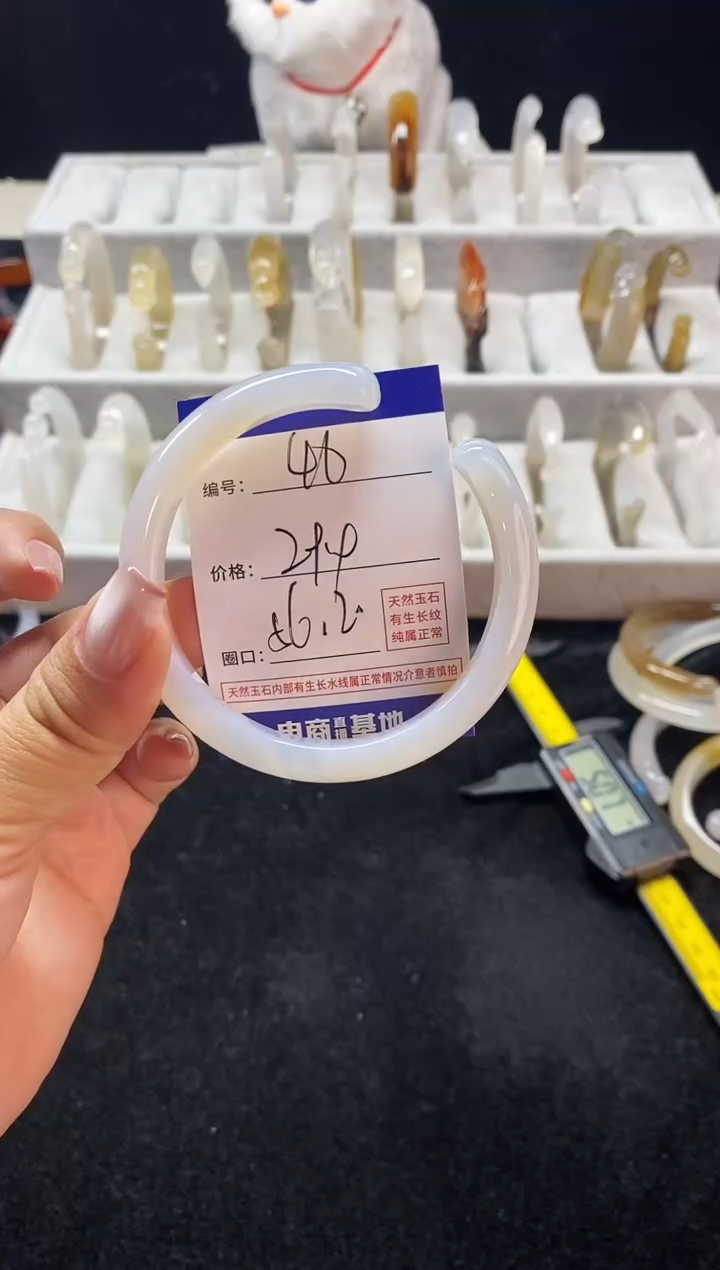 编号: 46
价格: 294
天然玉石
有生长纹
纯属正常
圈口: 56.2
天然玉石内部有生长水线属正常情况介意者慎拍
电商直播基地